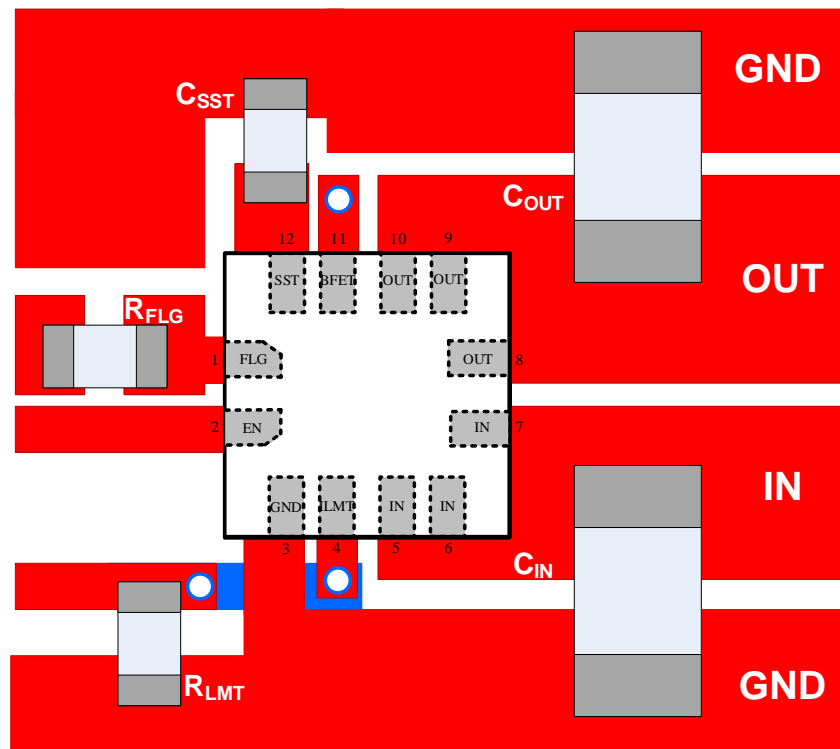 GND
CSST
COUT
12 11 10 9
SST BFET OUT OUT
OUT
RFLG
1 FLG OUT 8
2 EN IN 7
IN
GND ILMT IN IN
3 4 5 6
CIN
RLMT
GND